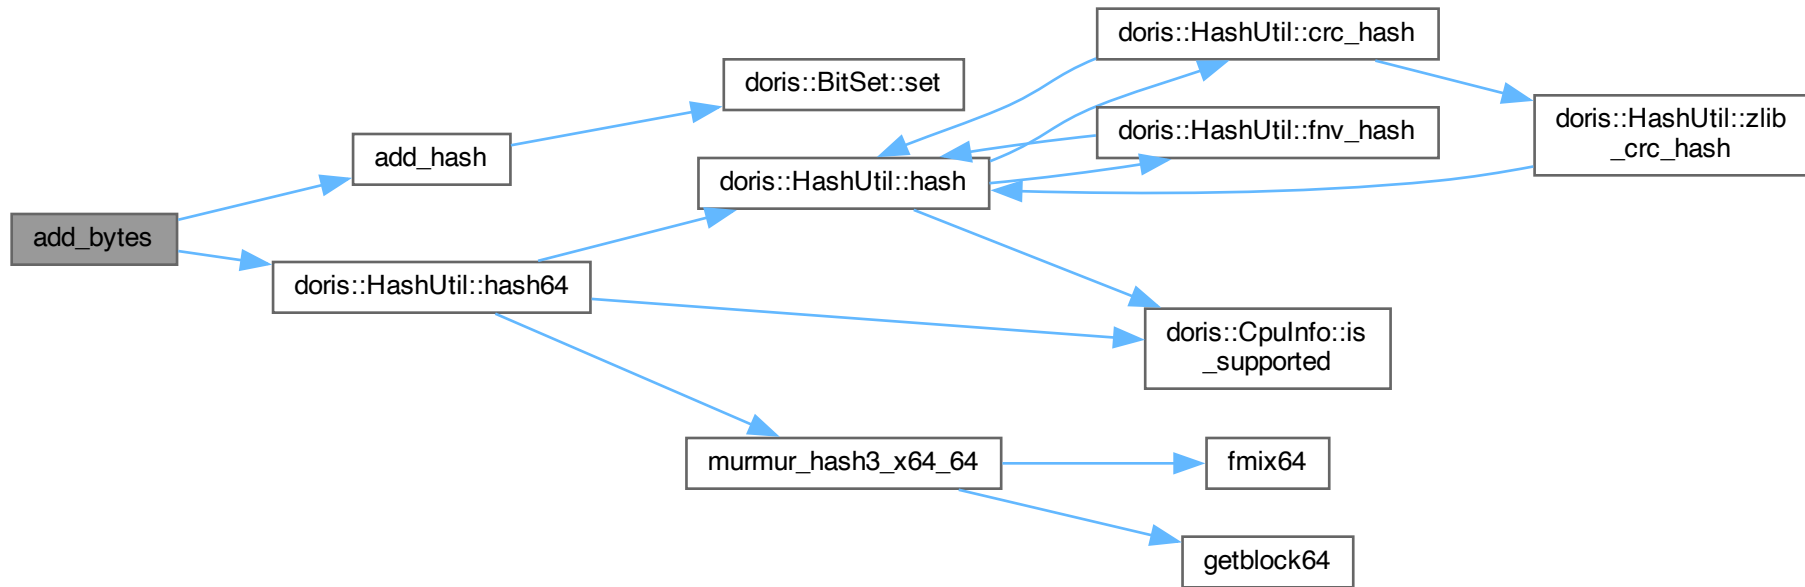 add_bytes
add_hash
doris::BitSet::set
doris::HashUtil::hash64
doris::HashUtil::hash
doris::HashUtil::crc_hash
doris::HashUtil::zlib
_crc_hash
doris::HashUtil::fnv_hash
doris::CpuInfo::is
_supported
murmur_hash3_x64_64
fmix64
getblock64